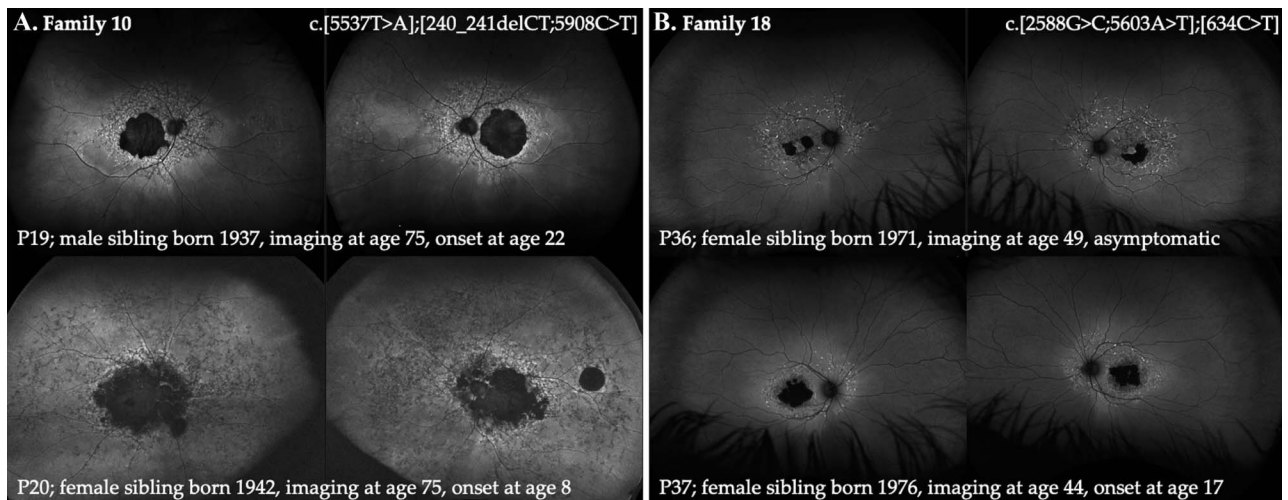 A. Family 10 c.[5537T>A];[240_241delCT;5908C>T]
P19; male sibling born 1937, imaging at age 75, onset at age 22
P20; female sibling born 1942, imaging at age 75, onset at age 8
B. Family 18 c.[2588G>C;5603A>T];[634C>T]
P36; female sibling born 1971, imaging at age 49, asymptomatic
P37; female sibling born 1976, imaging at age 44, onset at age 17